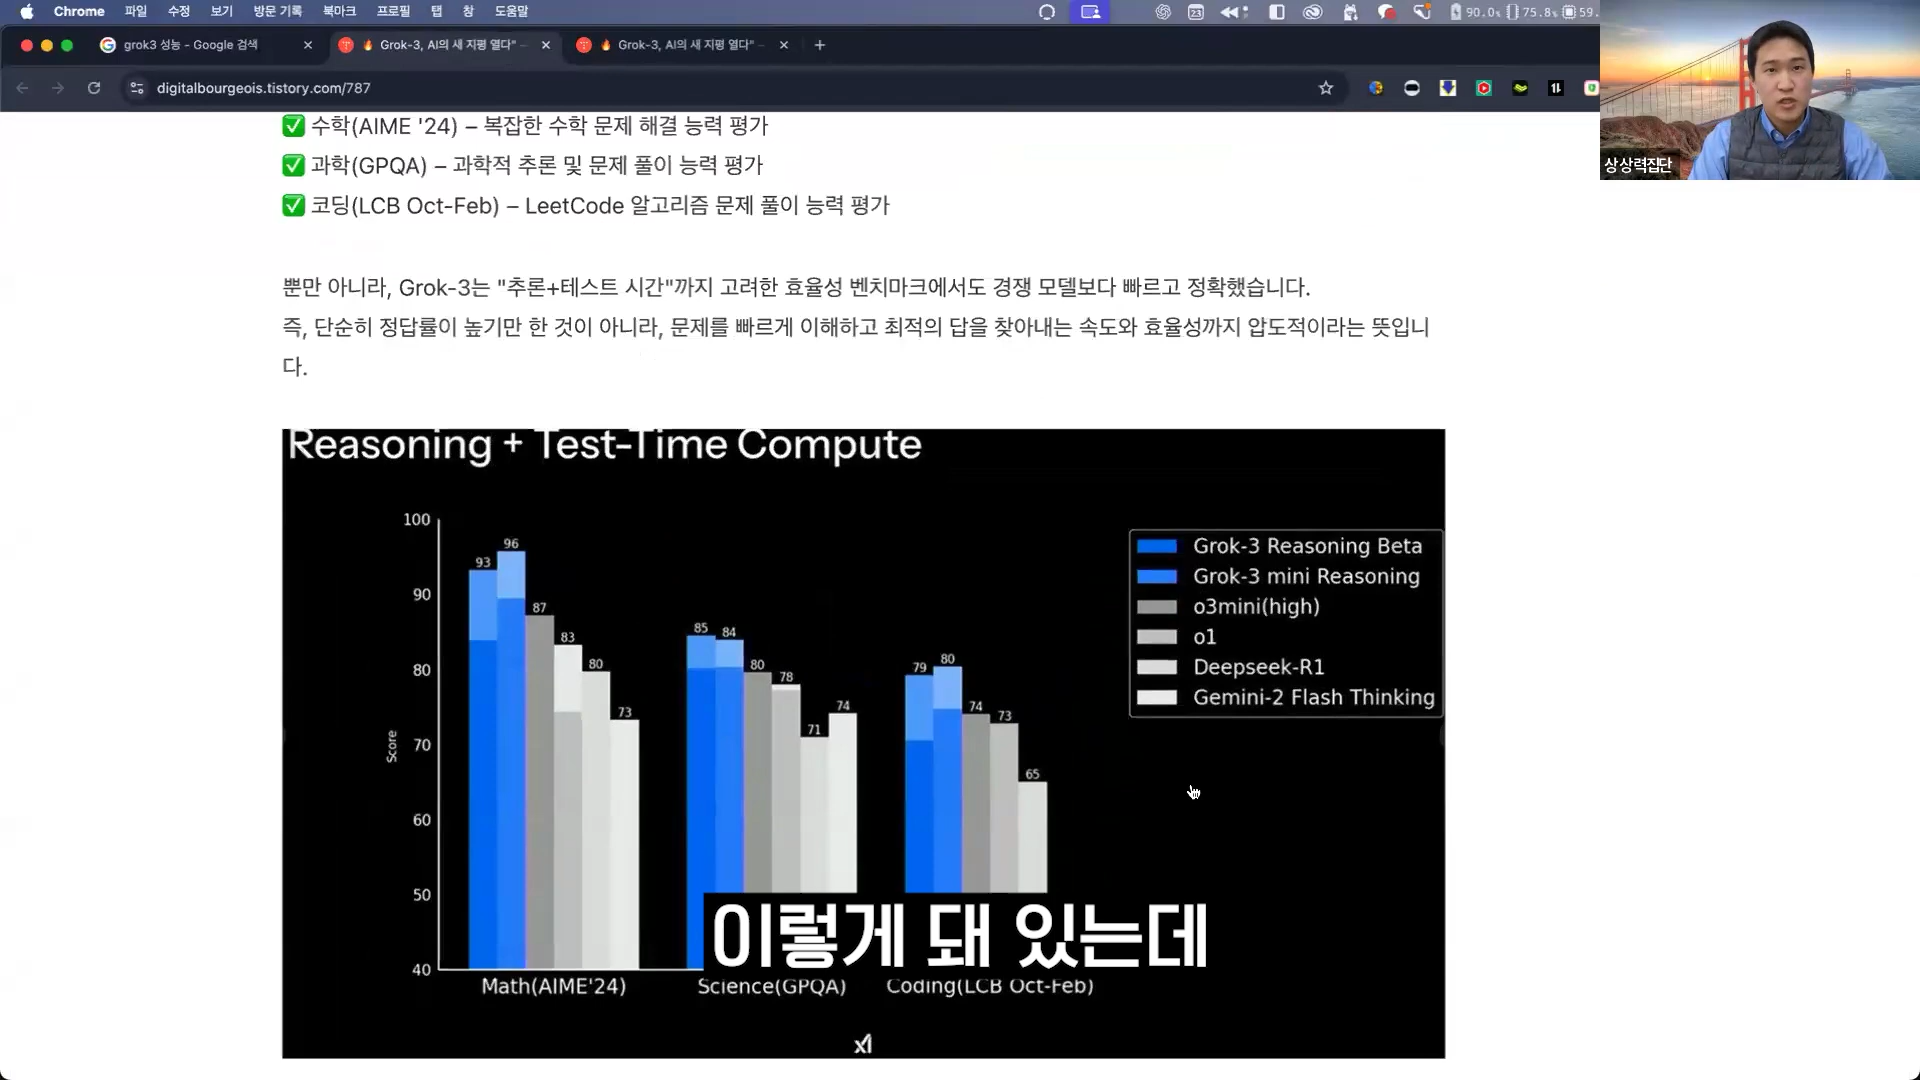 Chrome 파일 수정 보기 방문 기록 북마크 프로필 탭 창 도움말
23 90.0% 75.8% 59.
grok3 성능 - Google 검색
🔥 Grok-3, AI의 새 지평 열다" -
🔥 Grok-3, AI의 새 지평 열다" -
digitalbourgeois.tistory.com/787
상상력집단
✅ 수학(AIME '24) – 복잡한 수학 문제 해결 능력 평가
✅ 과학(GPQA) – 과학적 추론 및 문제 풀이 능력 평가
✅ 코딩(LCB Oct-Feb) – LeetCode 알고리즘 문제 풀이 능력 평가
뿐만 아니라, Grok-3는 "추론+테스트 시간"까지 고려한 효율성 벤치마크에서도 경쟁 모델보다 빠르고 정확했습니다.
즉, 단순히 정답률이 높기만 한 것이 아니라, 문제를 빠르게 이해하고 최적의 답을 찾아내는 속도와 효율성까지 압도적이라는 뜻입니
다.
Reasoning + Test-Time Compute
100
90
80
70
60
50
40
Score
93 96 87 83 80 73
85 84 80 78 71 74
79 80 74 73 65
Grok-3 Reasoning Beta
Grok-3 mini Reasoning
o3mini(high)
o1
Deepseek-R1
Gemini-2 Flash Thinking
이렇게 돼 있는데
Math(AIME'24) Science(GPQA) Coding(LCB Oct-Feb)
xI